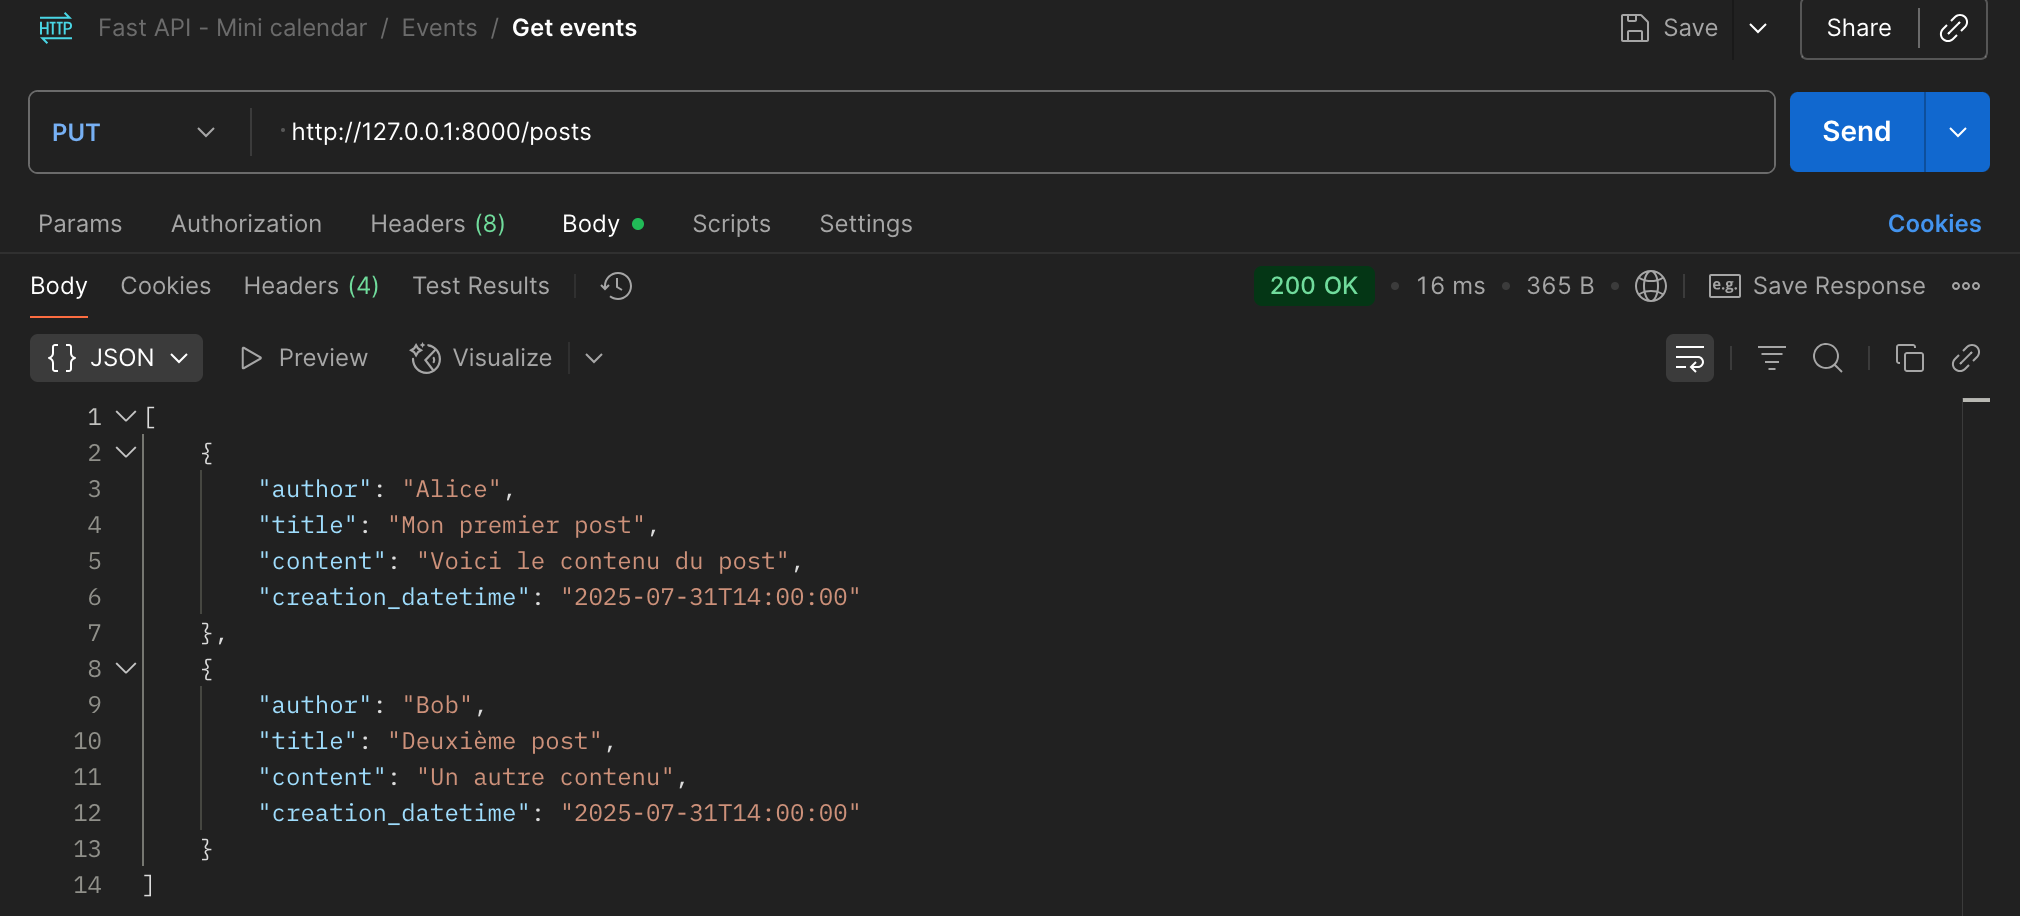 HTTP Fast API - Mini calendar / Events / Get events Save Share
PUT http://127.0.0.1:8000/posts Send
Params Authorization Headers (8) Body Scripts Settings Cookies
Body Cookies Headers (4) Test Results 200 OK • 16 ms • 365 B • e.g. Save Response
{} JSON Preview Visualize
1 [
2 {
3 "author": "Alice",
4 "title": "Mon premier post",
5 "content": "Voici le contenu du post",
6 "creation_datetime": "2025-07-31T14:00:00"
7 },
8 {
9 "author": "Bob",
10 "title": "Deuxième post",
11 "content": "Un autre contenu",
12 "creation_datetime": "2025-07-31T14:00:00"
13 }
14 ]